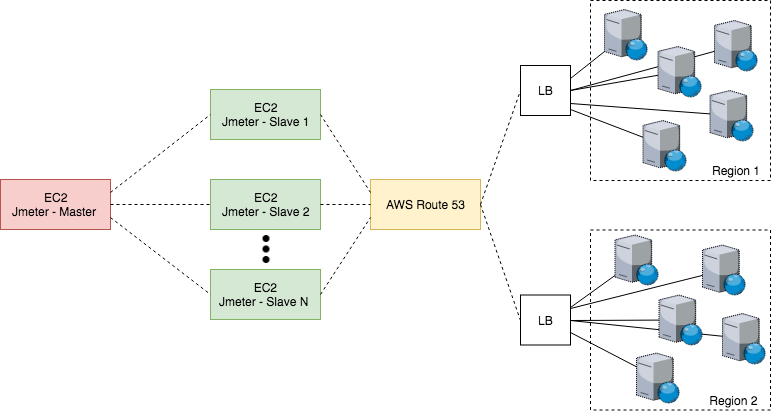 EC2
Jmeter - Master
EC2
Jmeter - Slave 1
EC2
Jmeter - Slave 2
EC2
Jmeter - Slave N
AWS Route 53
LB
Region 1
LB
Region 2